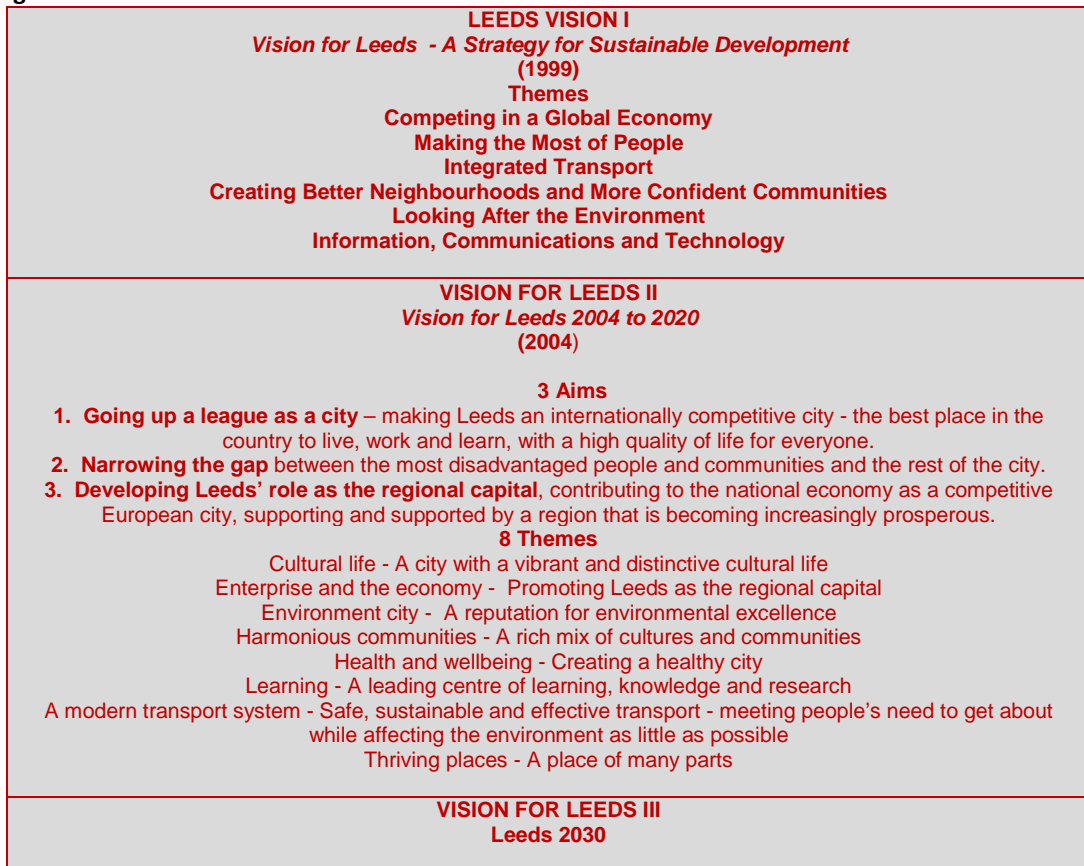 LEEDS VISION I
Vision for Leeds - A Strategy for Sustainable Development
(1999)
Themes
Competing in a Global Economy
Making the Most of People
Integrated Transport
Creating Better Neighbourhoods and More Confident Communities
Looking After the Environment
Information, Communications and Technology
VISION FOR LEEDS II
Vision for Leeds 2004 to 2020
(2004)
3 Aims
1. Going up a league as a city – making Leeds an internationally competitive city - the best place in the
country to live, work and learn, with a high quality of life for everyone.
2. Narrowing the gap between the most disadvantaged people and communities and the rest of the city.
3. Developing Leeds’ role as the regional capital, contributing to the national economy as a competitive
European city, supporting and supported by a region that is becoming increasingly prosperous.
8 Themes
Cultural life - A city with a vibrant and distinctive cultural life
Enterprise and the economy - Promoting Leeds as the regional capital
Environment city - A reputation for environmental excellence
Harmonious communities - A rich mix of cultures and communities
Health and wellbeing - Creating a healthy city
Learning - A leading centre of learning, knowledge and research
A modern transport system - Safe, sustainable and effective transport - meeting people’s need to get about
while affecting the environment as little as possible
Thriving places - A place of many parts
VISION FOR LEEDS III
Leeds 2030